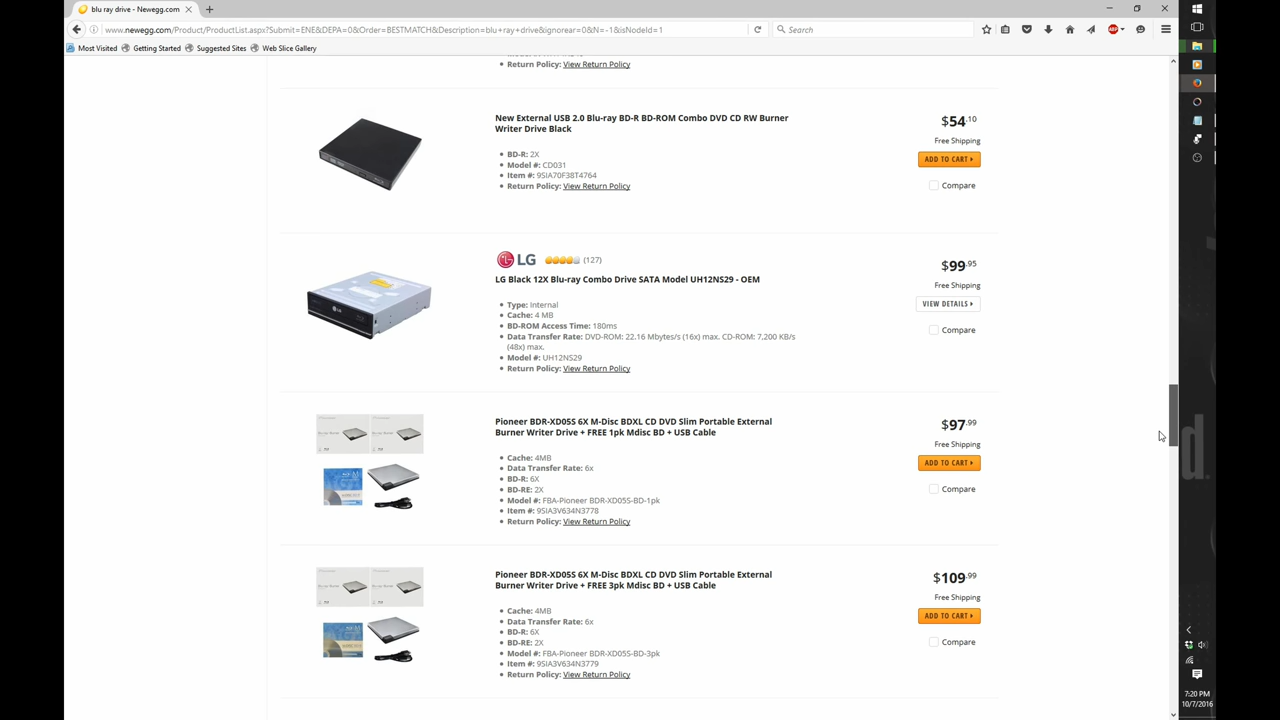 blu ray drive - Newegg.com
www.newegg.com/Product/ProductList.aspx?Submit=ENE&DEPA=0&Order=BESTMATCH&Description=blu+ray+drive&ignorear=0&N=-1&isNodeId=1
Search
ABP
Most Visited
Getting Started
Suggested Sites
Web Slice Gallery
• Return Policy: View Return Policy
New External USB 2.0 Blu-ray BD-R BD-ROM Combo DVD CD RW Burner
Writer Drive Black
• BD-R: 2X
• Model #: CD031
• Item #: 9SIA70F38T4764
• Return Policy: View Return Policy
$54.10
Free Shipping
ADD TO CART
Compare
LG (127)
LG Black 12X Blu-ray Combo Drive SATA Model UH12NS29 - OEM
• Type: Internal
• Cache: 4 MB
• BD-ROM Access Time: 180ms
• Data Transfer Rate: DVD-ROM: 22.16 Mbytes/s (16x) max. CD-ROM: 7,200 KB/s
(48x) max.
• Model #: UH12NS29
• Return Policy: View Return Policy
$99.95
Free Shipping
VIEW DETAILS
Compare
Pioneer BDR-XD05S 6X M-Disc BDXL CD DVD Slim Portable External
Burner Writer Drive + FREE 1pk Mdisc BD + USB Cable
• Cache: 4MB
• Data Transfer Rate: 6x
• BD-R: 6X
• BD-RE: 2X
• Model #: FBA-Pioneer BDR-XD05S-BD-1pk
• Item #: 9SIA3V634N3778
• Return Policy: View Return Policy
$97.99
Free Shipping
ADD TO CART
Compare
Pioneer BDR-XD05S 6X M-Disc BDXL CD DVD Slim Portable External
Burner Writer Drive + FREE 3pk Mdisc BD + USB Cable
• Cache: 4MB
• Data Transfer Rate: 6x
• BD-R: 6X
• BD-RE: 2X
• Model #: FBA-Pioneer BDR-XD05S-BD-3pk
• Item #: 9SIA3V634N3779
• Return Policy: View Return Policy
$109.99
Free Shipping
ADD TO CART
Compare
d.
7:20 PM
10/7/2016